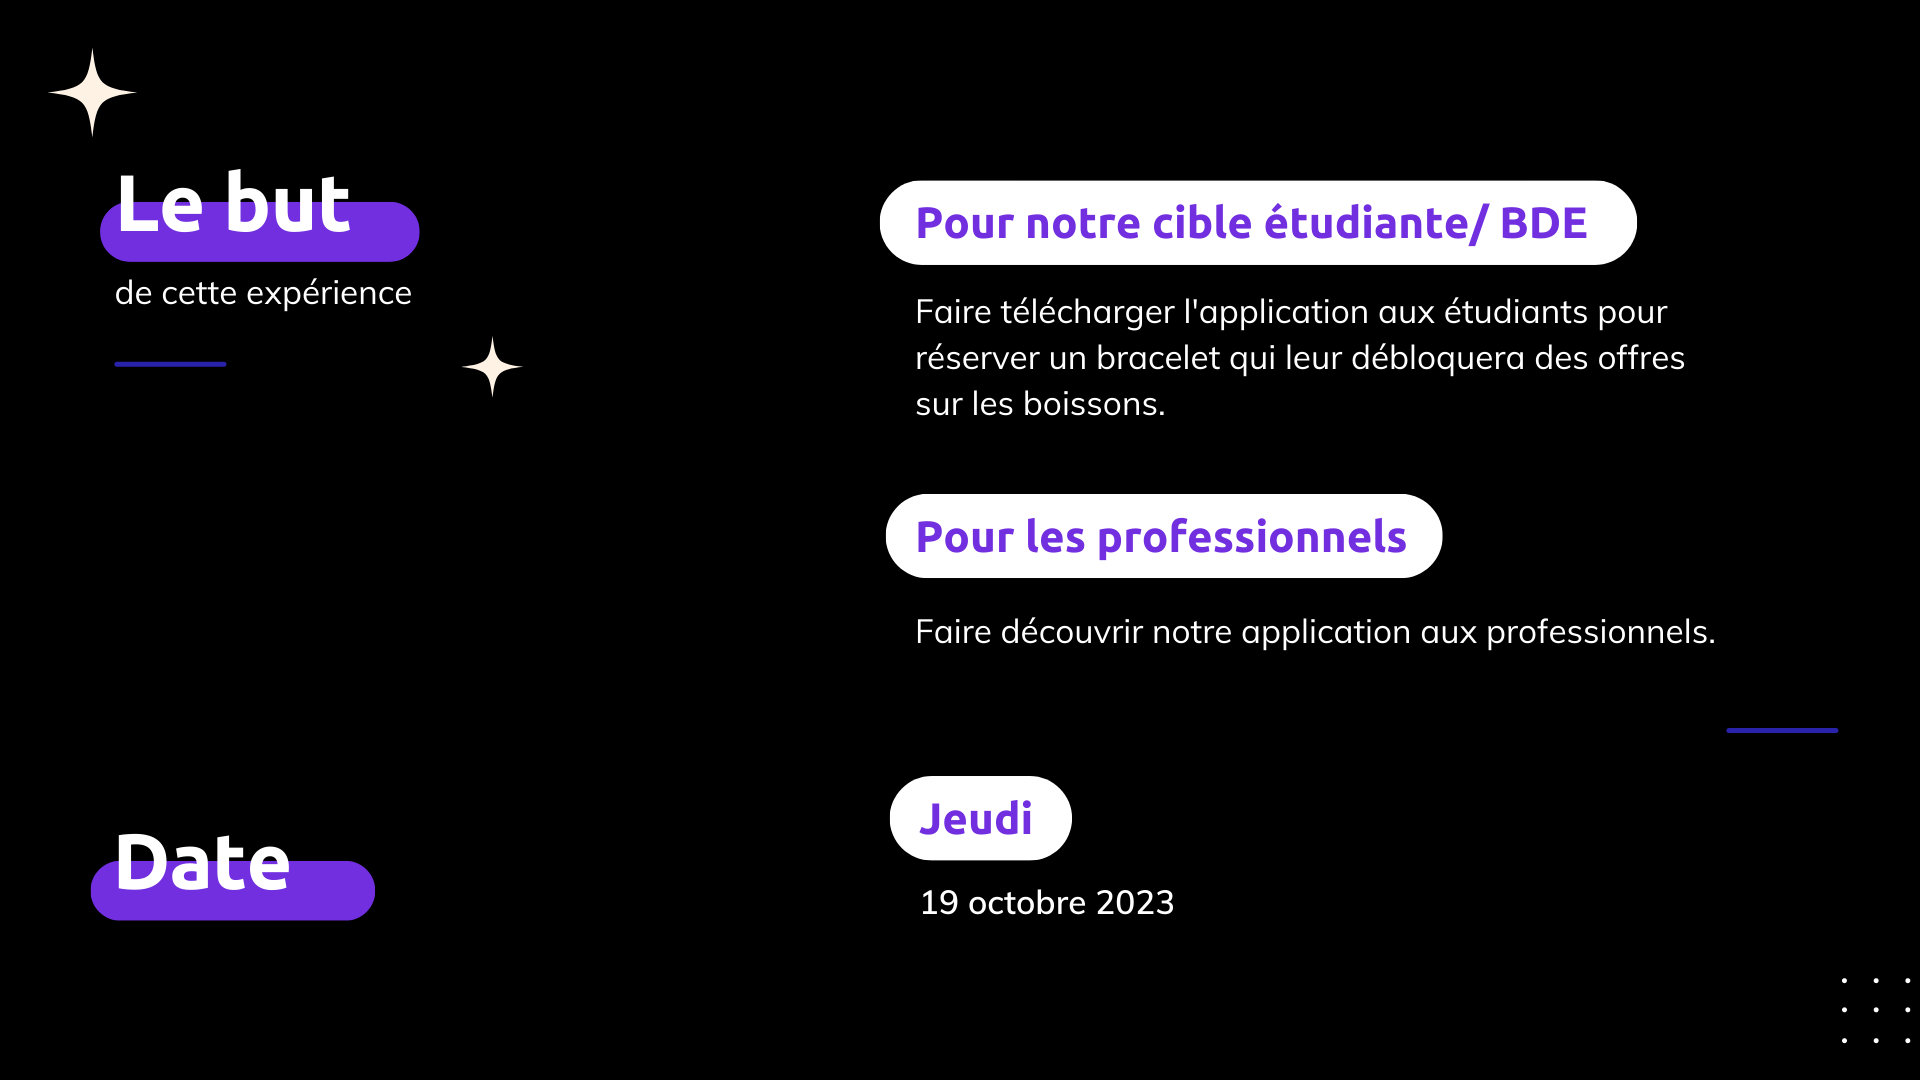 Le but
de cette expérience
Pour notre cible étudiante/ BDE
Faire télécharger l'application aux étudiants pour
réserver un bracelet qui leur débloquera des offres
sur les boissons.
Pour les professionnels
Faire découvrir notre application aux professionnels.
Date
Jeudi
19 octobre 2023